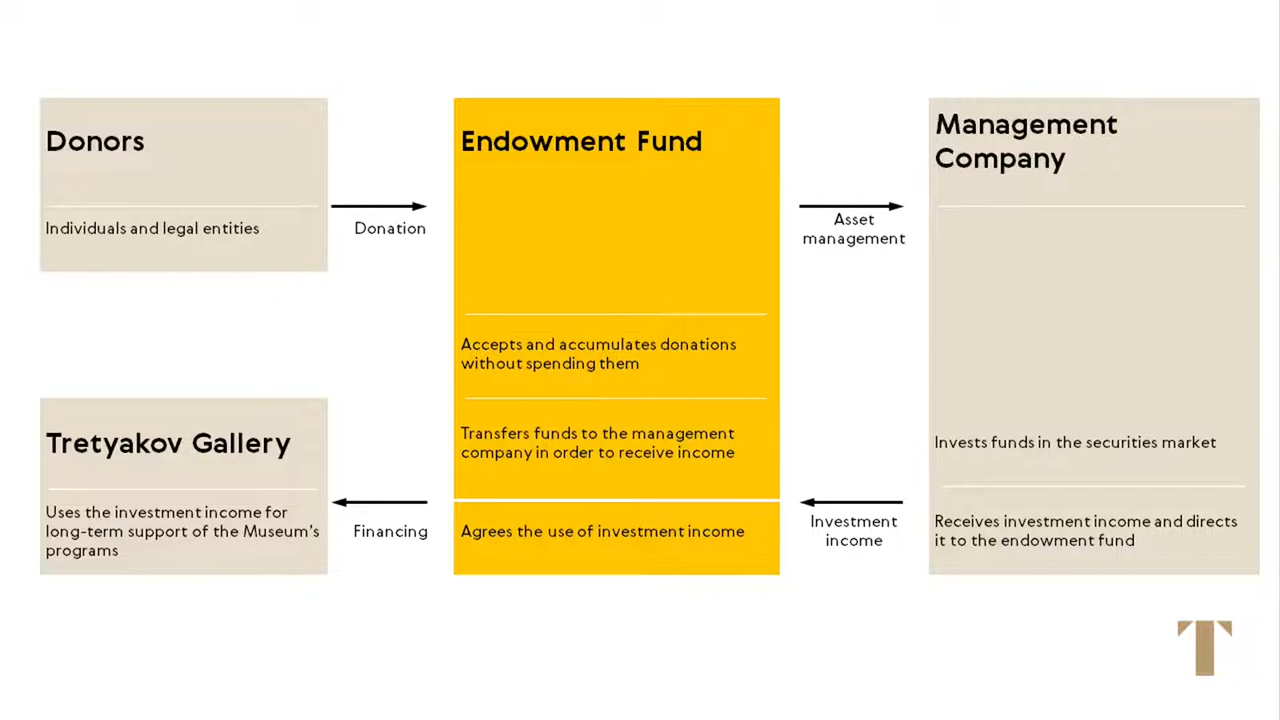 Donors
Individuals and legal entities
Donation
Endowment Fund
Accepts and accumulates donations
without spending them
Transfers funds to the management
company in order to receive income
Agrees the use of investment income
Asset
management
Management
Company
Invests funds in the securities market
Receives investment income and directs
it to the endowment fund
Investment
income
Financing
Tretyakov Gallery
Uses the investment income for
long-term support of the Museum's
programs
T